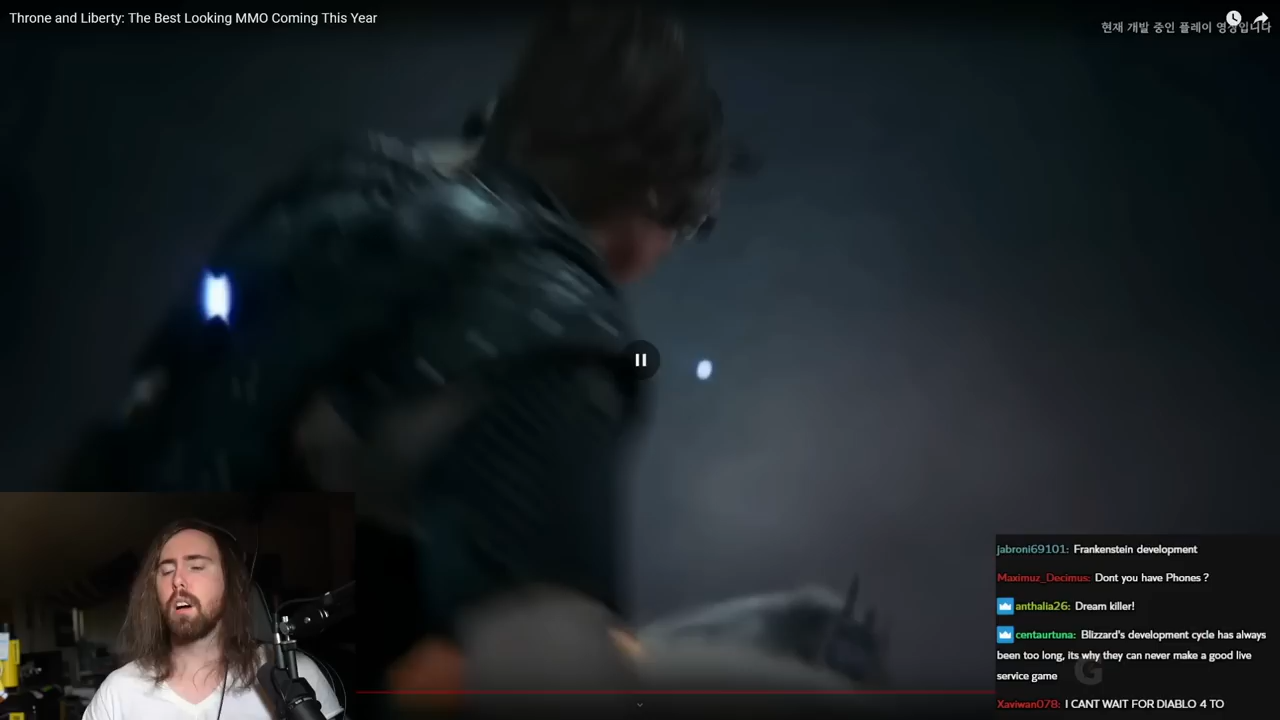 Throne and Liberty: The Best Looking MMO Coming This Year
현재 개발 중인 플레이 영상입니다
jabroni69101: Frankenstein development
Maximuz_Decimus: Dont you have Phones ?
anthalia26: Dream killer!
centaurtuna: Blizzard's development cycle has always
been too long, its why they can never make a good live
service game
G
Xaviwan078: I CANT WAIT FOR DIABLO 4 TO